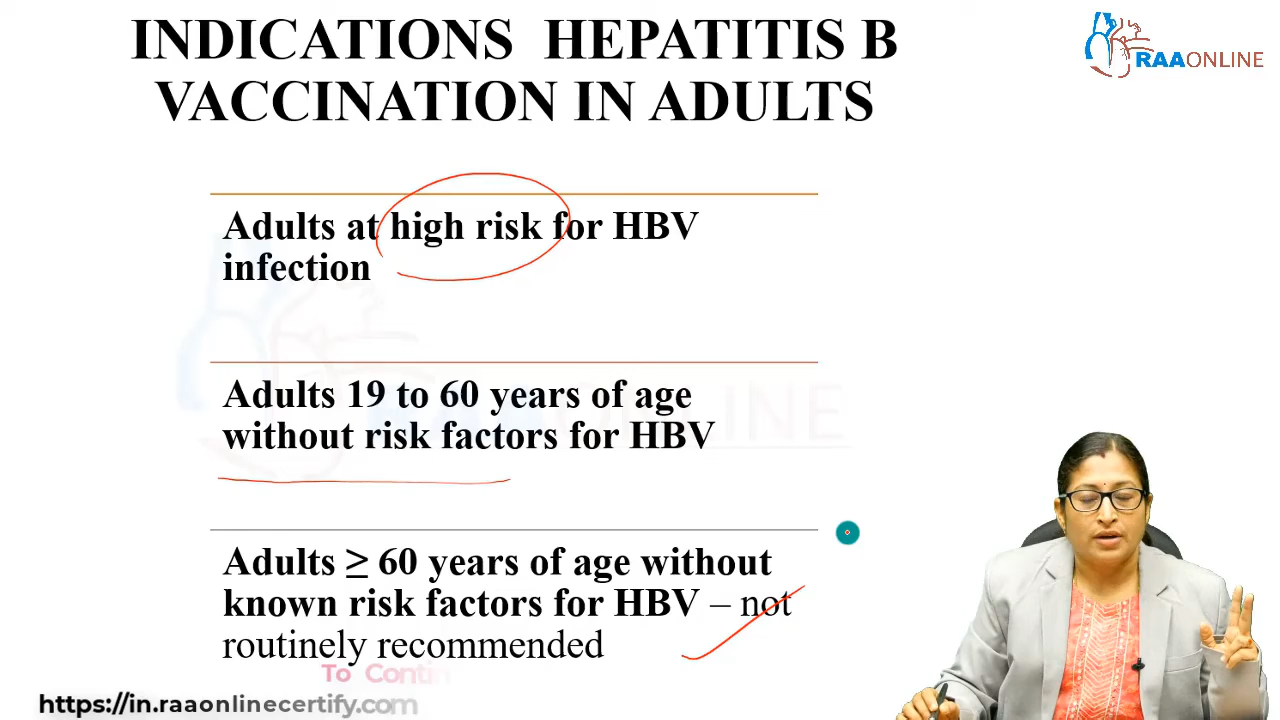 INDICATIONS HEPATITIS B
VACCINATION IN ADULTS
RAAONLINE
Adults at high risk for HBV
infection
Adults 19 to 60 years of age
without risk factors for HBV
Adults ≥ 60 years of age without
known risk factors for HBV – not
routinely recommended
To Contin
https://in.raaonlinecertify.com